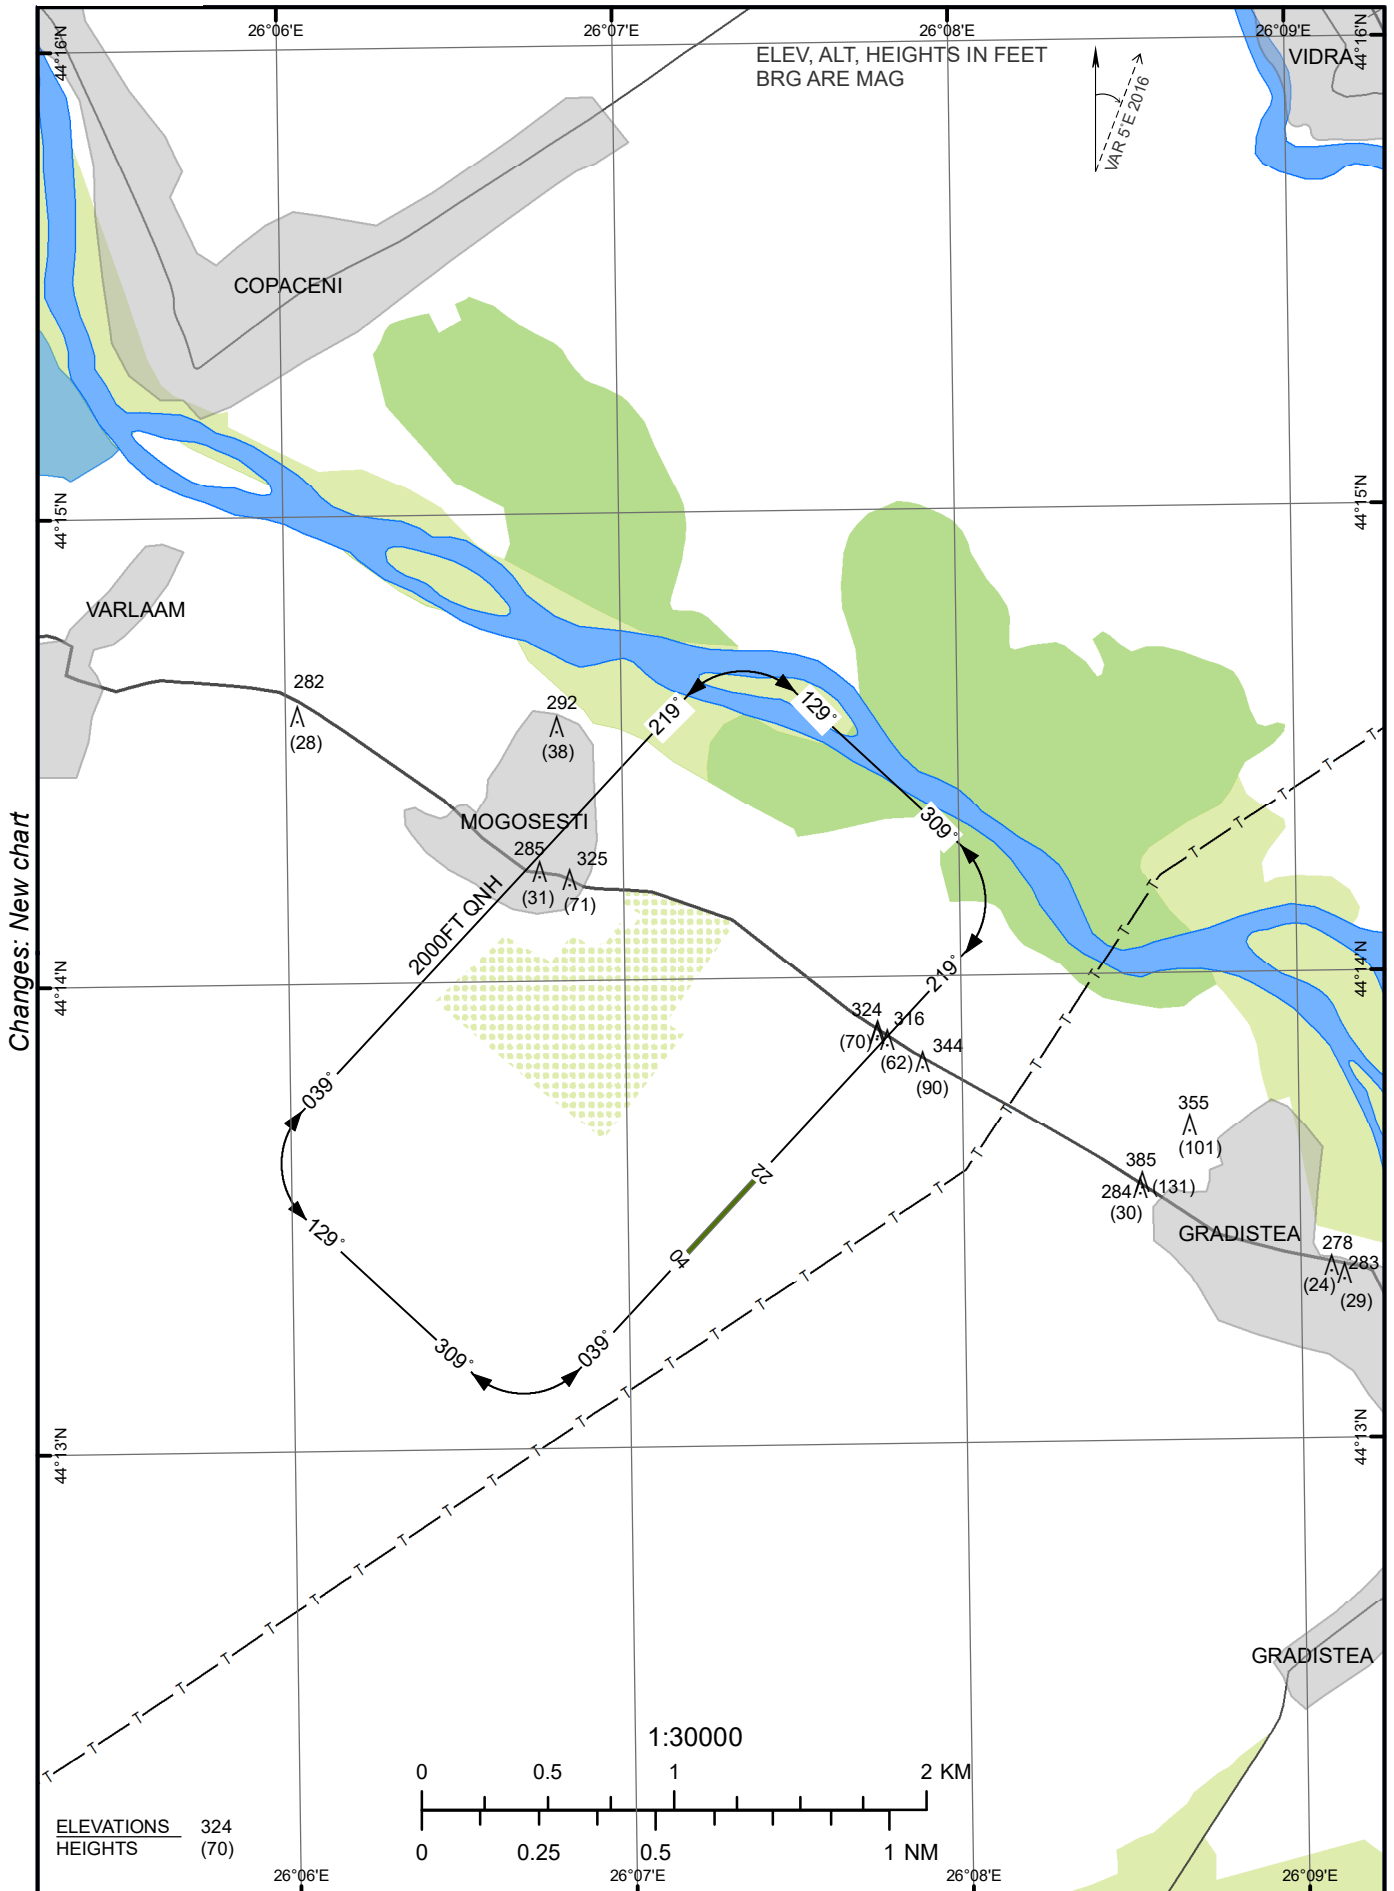 26°06'E
26°07'E
26°08'E
26°09'E
44°16'N
44°16'N
ELEV, ALT, HEIGHTS IN FEET
BRG ARE MAG
VAR 5°E 2016
VIDRA
COPACENI
44°15'N
44°15'N
VARLAAM
282
(28)
292
(38)
219°
129°
MOGOSESTI
309°
285
(31)
325
(71)
2000FT QNH
Changes: New chart
219°
44°14'N
44°14'N
324
(70)
316
(62)
344
(90)
039°
355
(101)
385
(131)
284
(30)
22
129°
GRADISTEA
278
(24)
283
(29)
04
309°
039°
T
44°13'N
44°13'N
GRADISTEA
1:30000
0 0.5 1 2 KM
0 0.25 0.5 1 NM
ELEVATIONS 324
HEIGHTS (70)
26°06'E
26°07'E
26°08'E
26°09'E